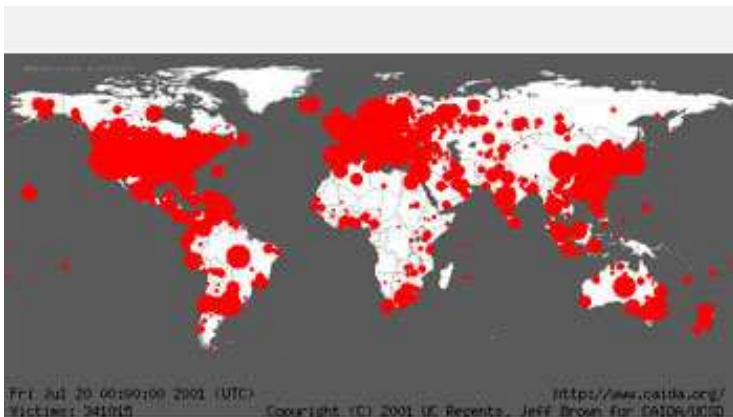 Fri Jul 20 00:00:00 2001 (UTC)
http://www.caida.org/
Victims: 341015
Copyright (C) 2001 UC Regents, Jeff Brown for CAIDA/UCSD